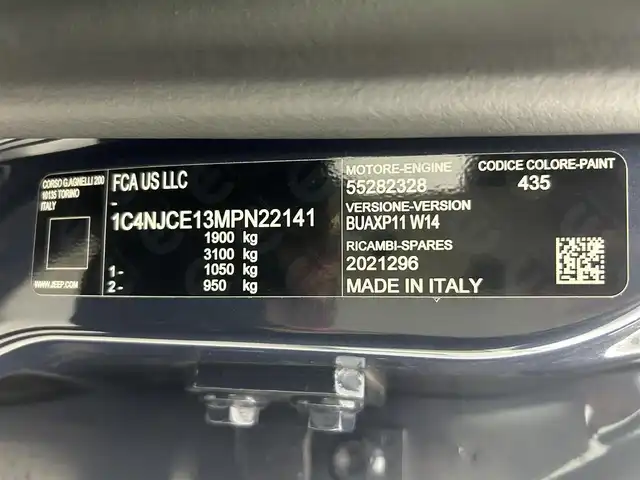 CORSO G.AGNELLI 200
10135 TORINO
ITALY
WWW.JEEP.COM
FCA US LLC
-
1C4NJCE13MPN22141
1900 kg
3100 kg
1- 1050 kg
2- 950 kg
MOTORE-ENGINE
55282328
VERSIONE-VERSION
BUAXP11 W14
RICAMBI-SPARES
2021296
MADE IN ITALY
CODICE COLORE-PAINT
435